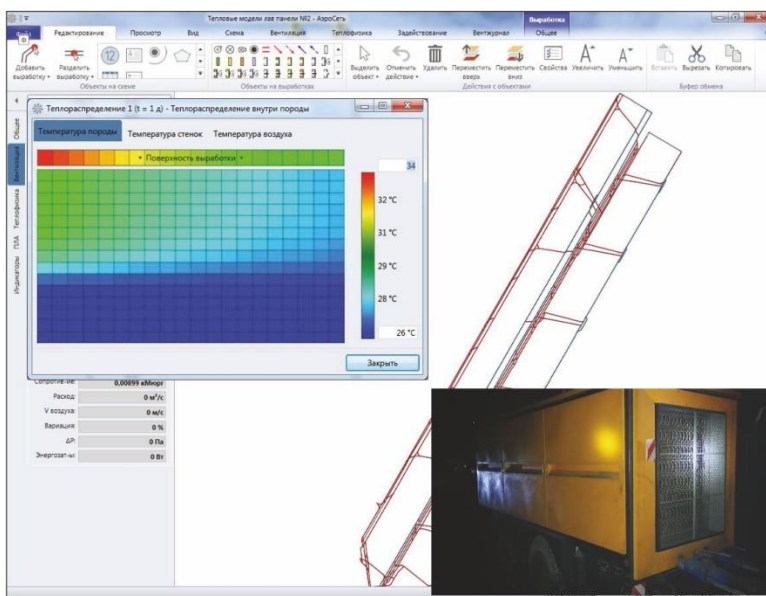 Тепловые модели лав панели №2 - АэроСеть
Выработка
Редактирование
Просмотр
Вид
Схема
Вентиляция
Теплофизика
Задействование
Вентжурнал
Общее
12
Добавить выработку
Разделить выработку
Выделить объект
Отменить действие
Удалить
Переместить вверх
Переместить вниз
Свойства
Увеличить
Уменьшить
Вставить
Вырезать
Копировать
Объекты на схеме
Объекты на выработках
Действия с объектами
Буфер обмена
Общее
Вентиляция
Теплофизика
ПЛА
Индикаторы
Теплораспределение 1 (t = 1 д) - Теплораспределение внутри породы
Температура породы
Температура стенок
Температура воздуха
Поверхность выработки
34
32 °C
31 °C
29 °C
28 °C
26 °C
Закрыть
Сопротив-ие: 0,00899 кМюрг
Расход: 0 м³/с
V воздуха: 0 м/с
Вариация: 0 %
ΔP: 0 Па
Энергозат-ы: 0 Вт